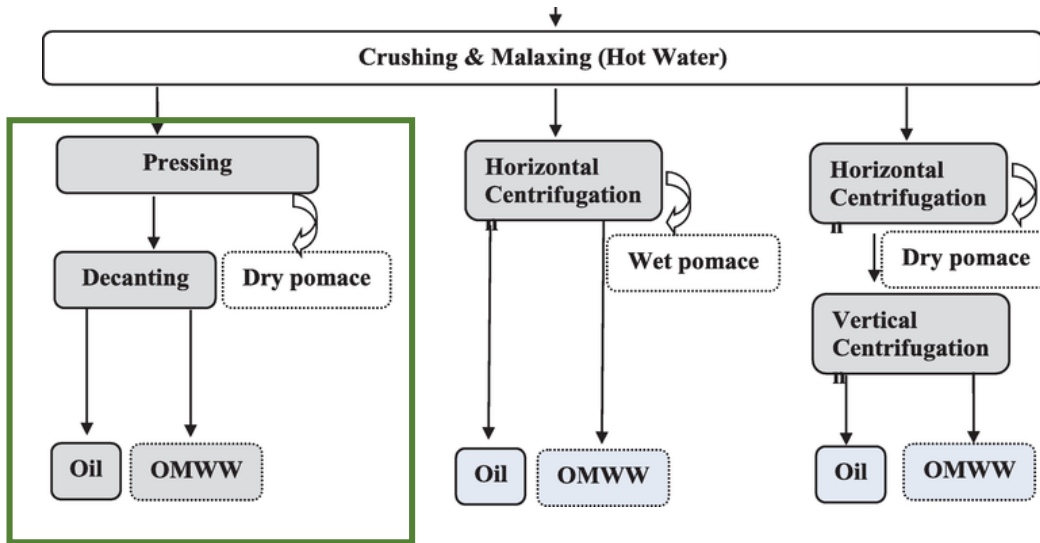 Crushing & Malaxing (Hot Water)
Pressing
Decanting
Dry pomace
Oil
OMWW
Horizontal
Centrifugation
n
Wet pomace
Oil
OMWW
Horizontal
Centrifugation
n
Dry pomace
Vertical
Centrifugation
n
Oil
OMWW